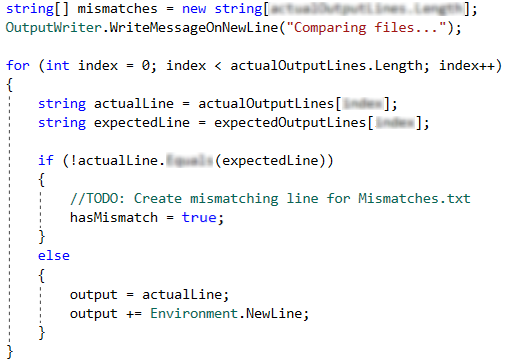 string[] mismatches = new string[];
OutputWriter.WriteMessageOnNewLine("Comparing files...");
for (int index = 0; index < actualOutputLines.Length; index++)
{
string actualLine = actualOutputLines[];
string expectedLine = expectedOutputLines[];
if (!actualLine.(expectedLine))
{
//TODO: Create mismatching line for Mismatches.txt
hasMismatch = true;
}
else
{
output = actualLine;
output += Environment.NewLine;
}
}